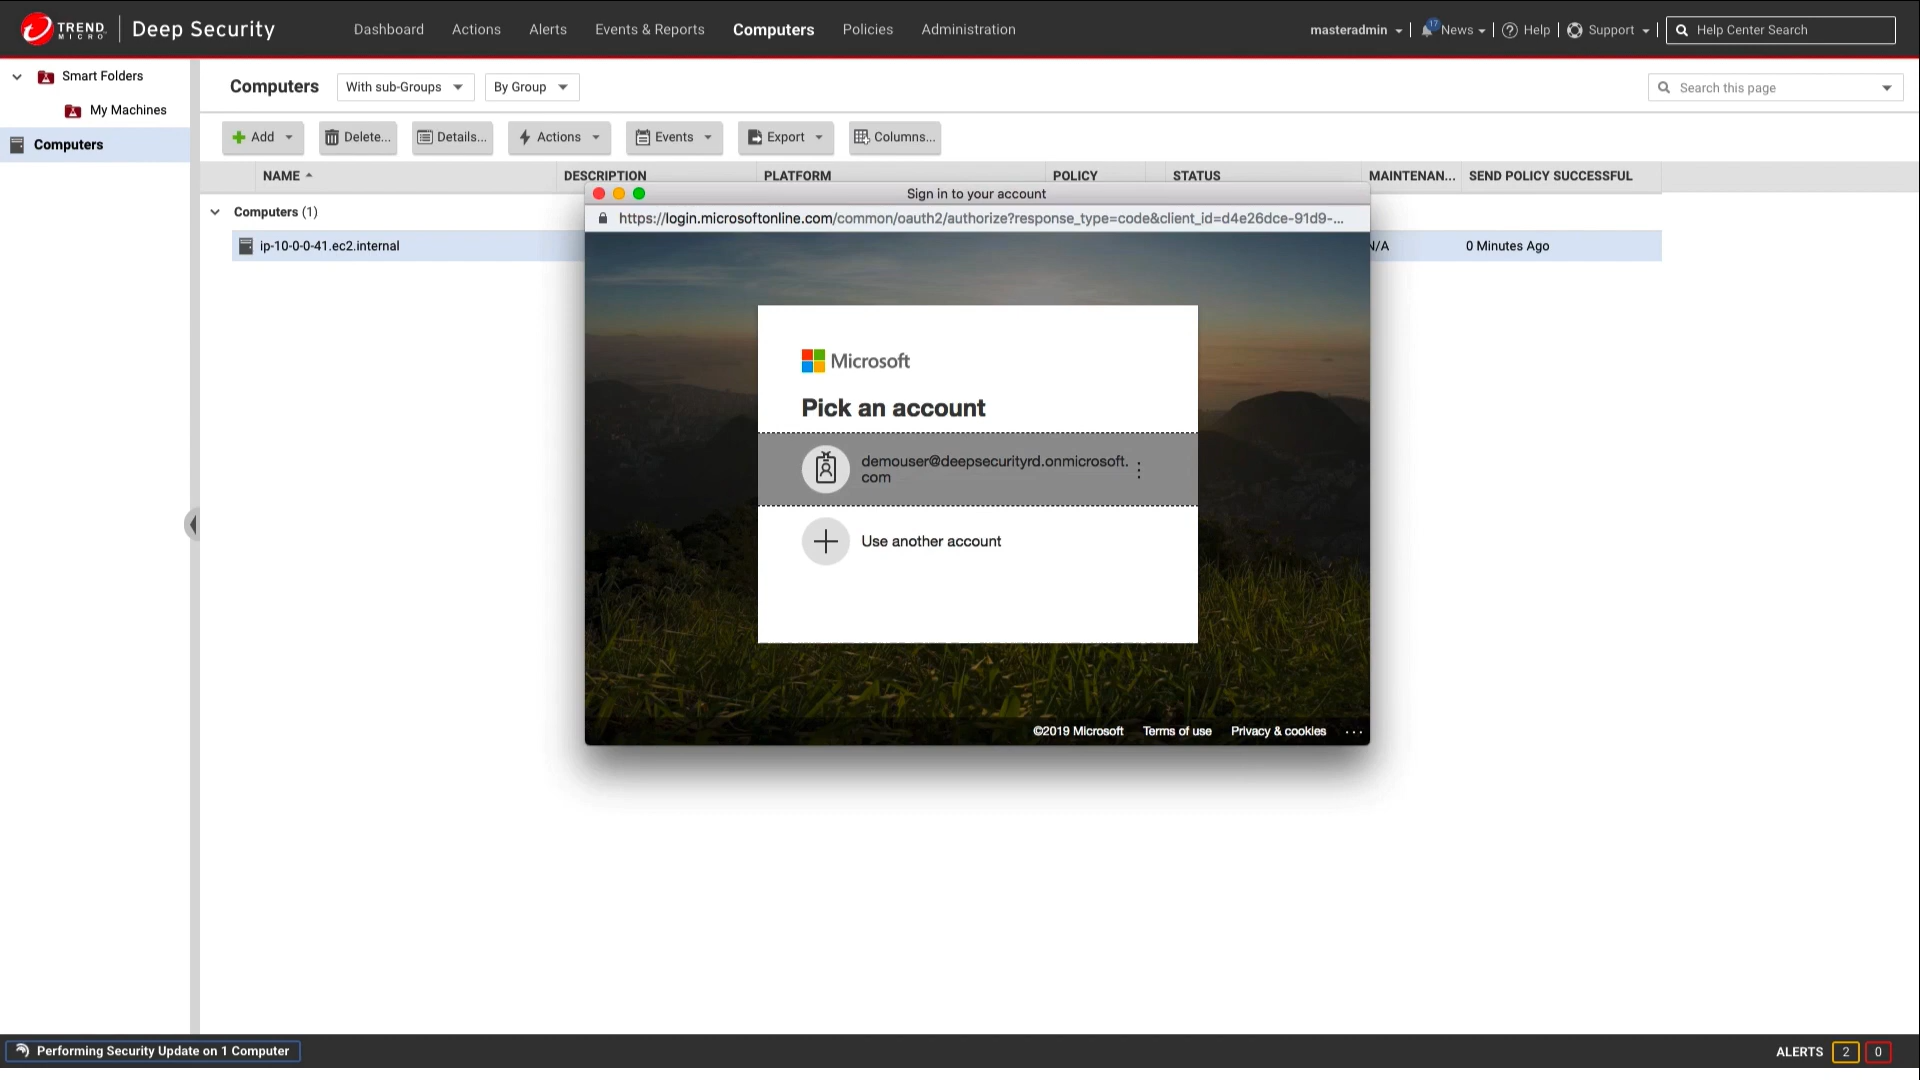 TREND MICRO
Deep Security
Dashboard
Actions
Alerts
Events & Reports
Computers
Policies
Administration
masteradmin
17
News
Help
Support
Help Center Search
Smart Folders
My Machines
Computers
Computers
With sub-Groups
By Group
Search this page
Add
Delete...
Details...
Actions
Events
Export
Columns...
NAME
DESCRIPTION
PLATFORM
POLICY
STATUS
MAINTENAN...
SEND POLICY SUCCESSFUL
Computers (1)
ip-10-0-0-41.ec2.internal
N/A
0 Minutes Ago
Sign in to your account
https://login.microsoftonline.com/common/oauth2/authorize?response_type=code&client_id=d4e26dce-91d9-...
Microsoft
Pick an account
demouser@deepsecurityrd.onmicrosoft.
com
Use another account
©2019 Microsoft
Terms of use
Privacy & cookies
...
Performing Security Update on 1 Computer
ALERTS
2
0